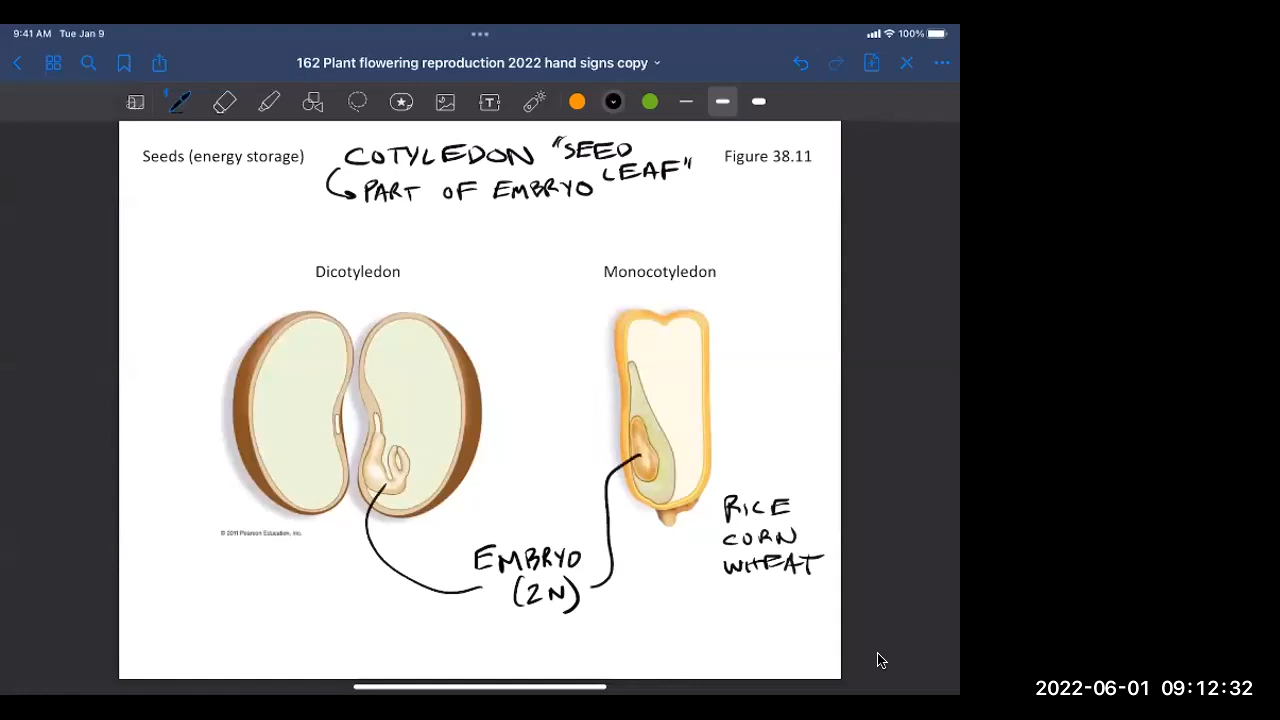 9:41 AM Tue Jan 9
100%
162 Plant flowering reproduction 2022 hand signs copy
Seeds (energy storage)
COTYLEDON "SEED LEAF"
Figure 38.11
PART OF EMBRYO
Dicotyledon
Monocotyledon
© 2011 Pearson Education, Inc.
RICE
CORN
WHEAT
EMBRYO
(2N)
2022-06-01 09:12:32